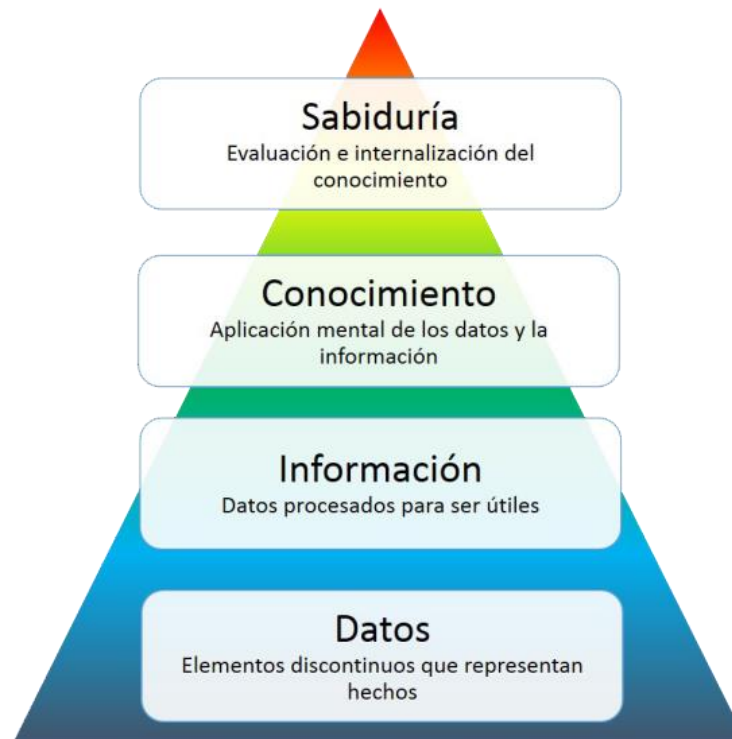 Sabiduría
Evaluación e internalización del
conocimiento
Conocimiento
Aplicación mental de los datos y la
información
Información
Datos procesados para ser útiles
Datos
Elementos discontinuos que representan
hechos